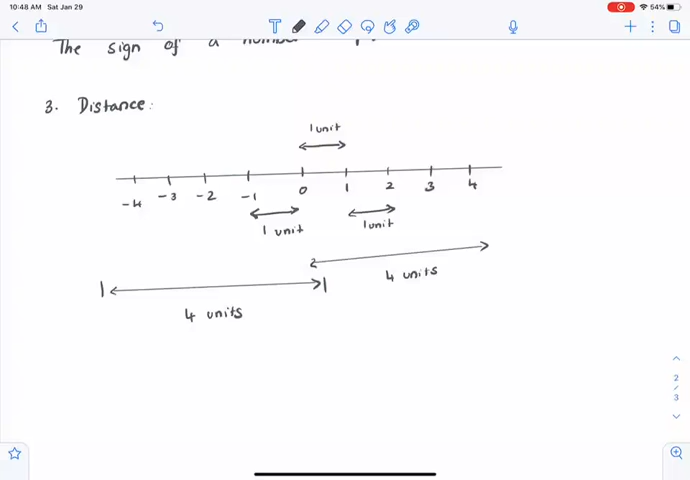 10:48 AM Sat Jan 29
54%
The sign of a
3. Distance:
1 unit
-4 -3 -2 -1 0 1 2 3 4
1 unit 1 unit
4 units
4 units
2
/
3